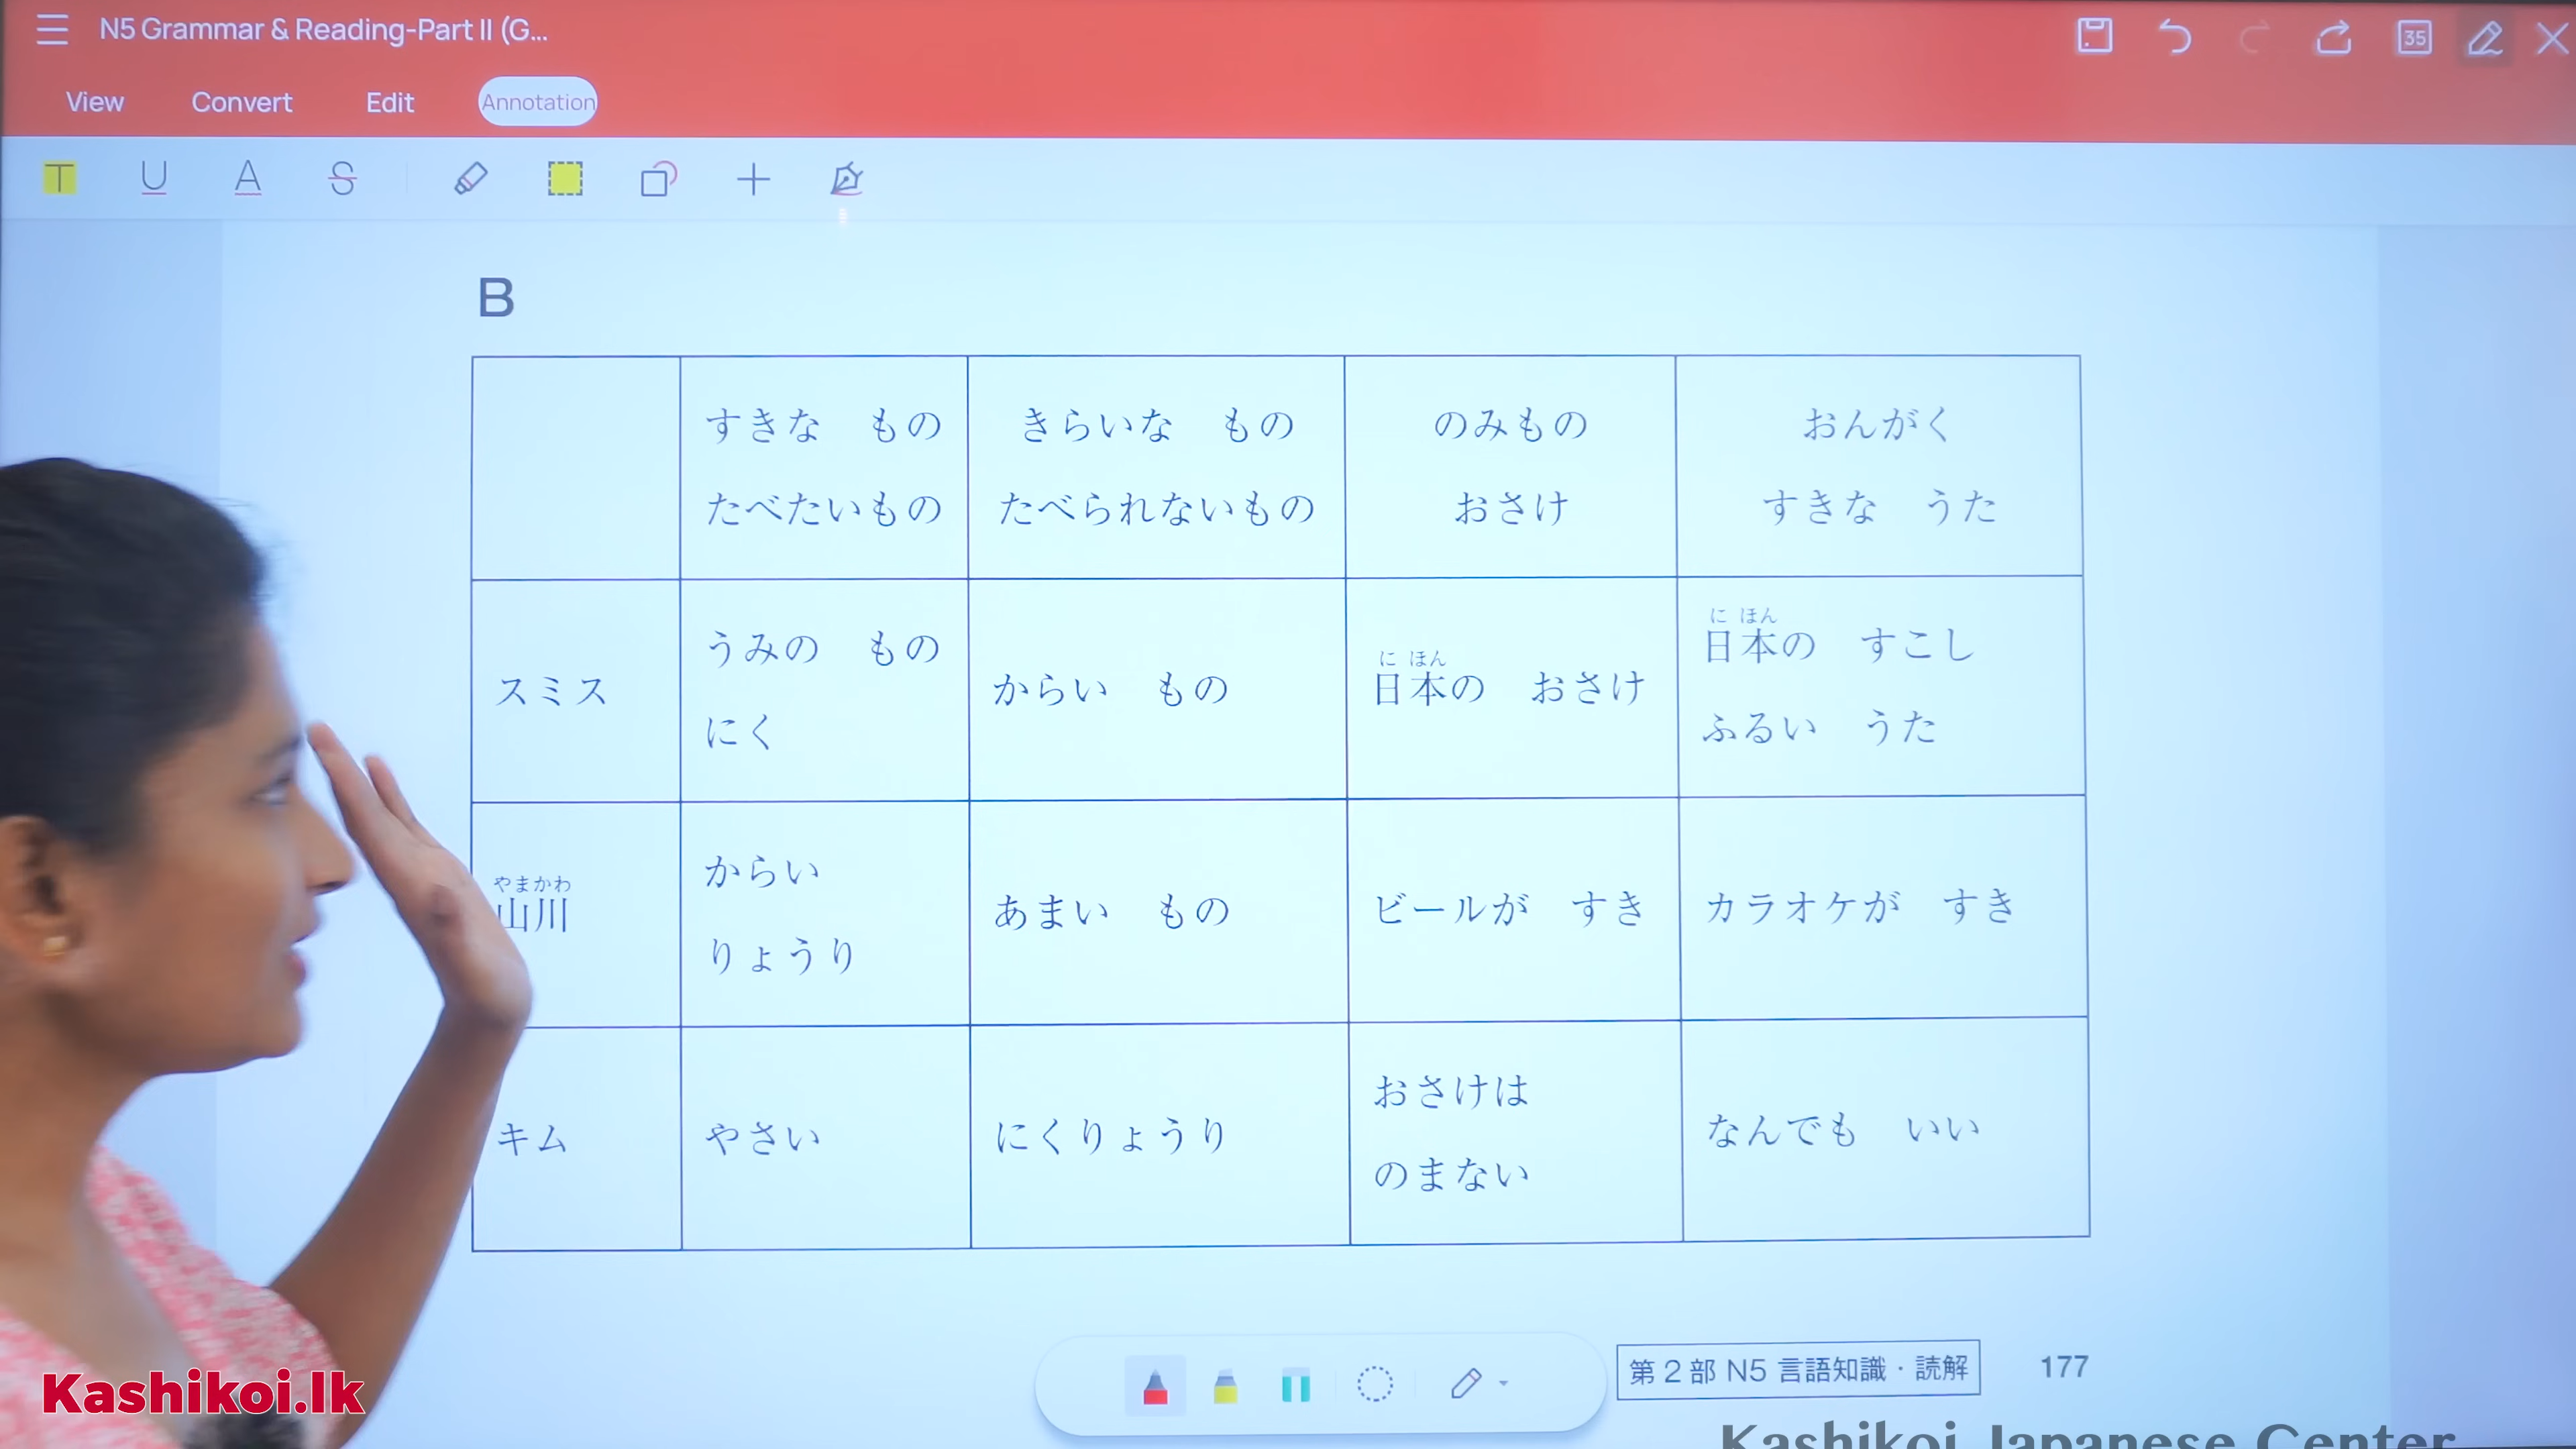 N5 Grammar & Reading-Part II (G...
35
View Convert Edit Annotation
T U A S
B
すきな もの
たべたいもの
きらいな もの
たべられないもの
のみもの
おさけ
おんがく
すきな うた
スミス
うみの もの
にく
からい もの
に ほん
日本の おさけ
に ほん
日本の すこし
ふるい うた
やまかわ
山川
からい
りょうり
あまい もの
ビールが すき
カラオケが すき
キム
やさい
にくりょうり
おさけは
のまない
なんでも いい
第2部 N5 言語知識・読解
177
Kashikoi.lk
Kashikoi Japanese Center